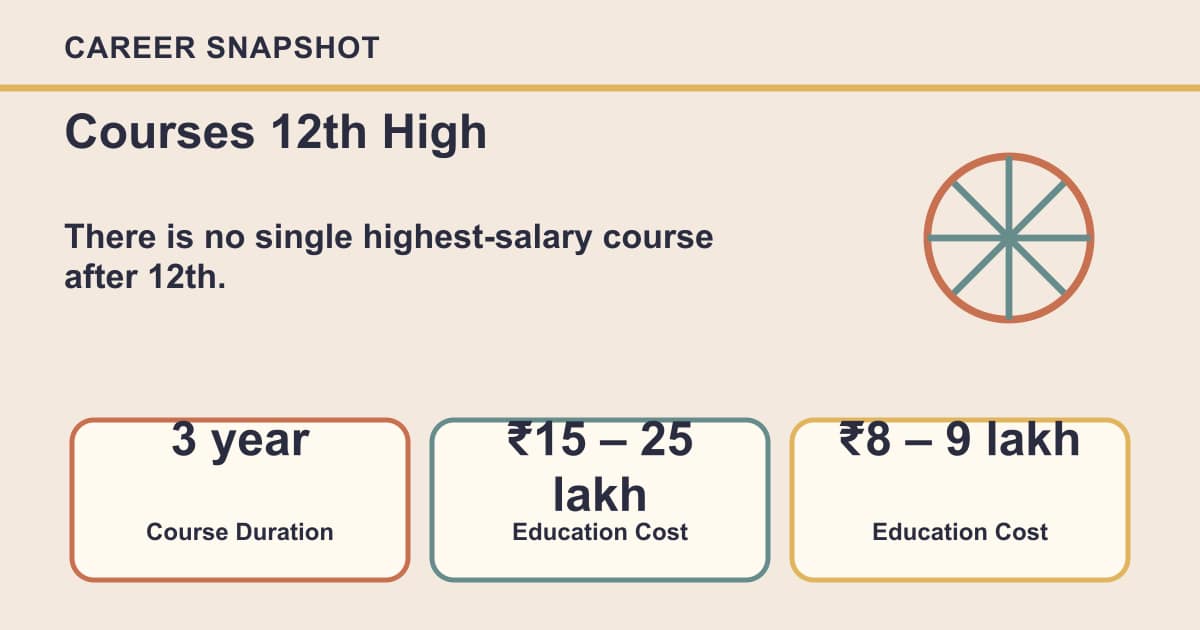 CAREER SNAPSHOT
Courses 12th High
There is no single highest-salary course
after 12th.
3 year
Course Duration
₹15 – 25
lakh
Education Cost
₹8 – 9 lakh
Education Cost